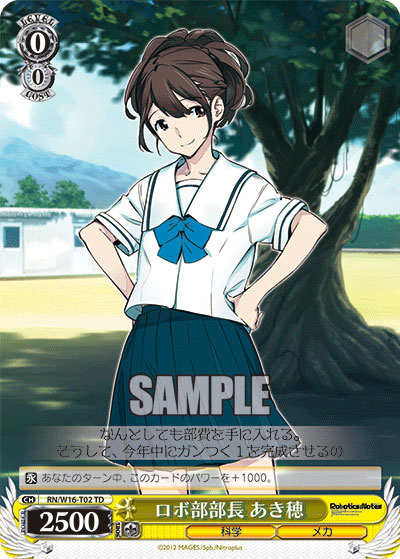 LEVEL
0
0
COST
SAMPLE
なんとしても部費を手に入れる。
そうして、今年中にガンつく１を完成させるの
永 あなたのターン中、このカードのパワーを＋1000。
CH RN/W16-T02 TD
2500
ロボ部部長 あき穂
Robotics;Notes
科学 メカ
©2012 MAGES./5pb./Nitroplus